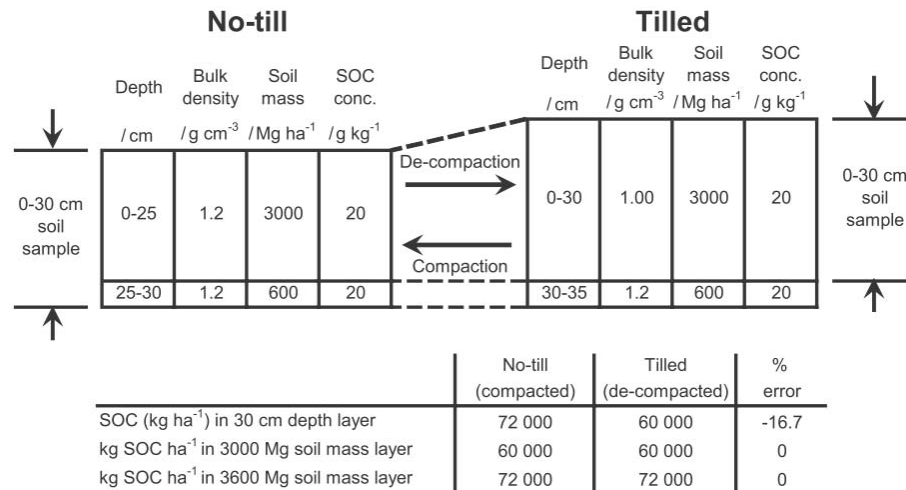 No-till
Tilled
Depth Bulk density Soil mass SOC conc.
/cm /g cm⁻³ /Mg ha⁻¹ /g kg⁻¹
Depth Bulk density Soil mass SOC conc.
/cm /g cm⁻³ /Mg ha⁻¹ /g kg⁻¹
0-30 cm
soil
sample
0-25 1.2 3000 20
25-30 1.2 600 20
De-compaction
Compaction
0-30 1.00 3000 20
30-35 1.2 600 20
0-30 cm
soil
sample
No-till Tilled %
(compacted) (de-compacted) error
SOC (kg ha⁻¹) in 30 cm depth layer 72 000 60 000 -16.7
kg SOC ha⁻¹ in 3000 Mg soil mass layer 60 000 60 000 0
kg SOC ha⁻¹ in 3600 Mg soil mass layer 72 000 72 000 0